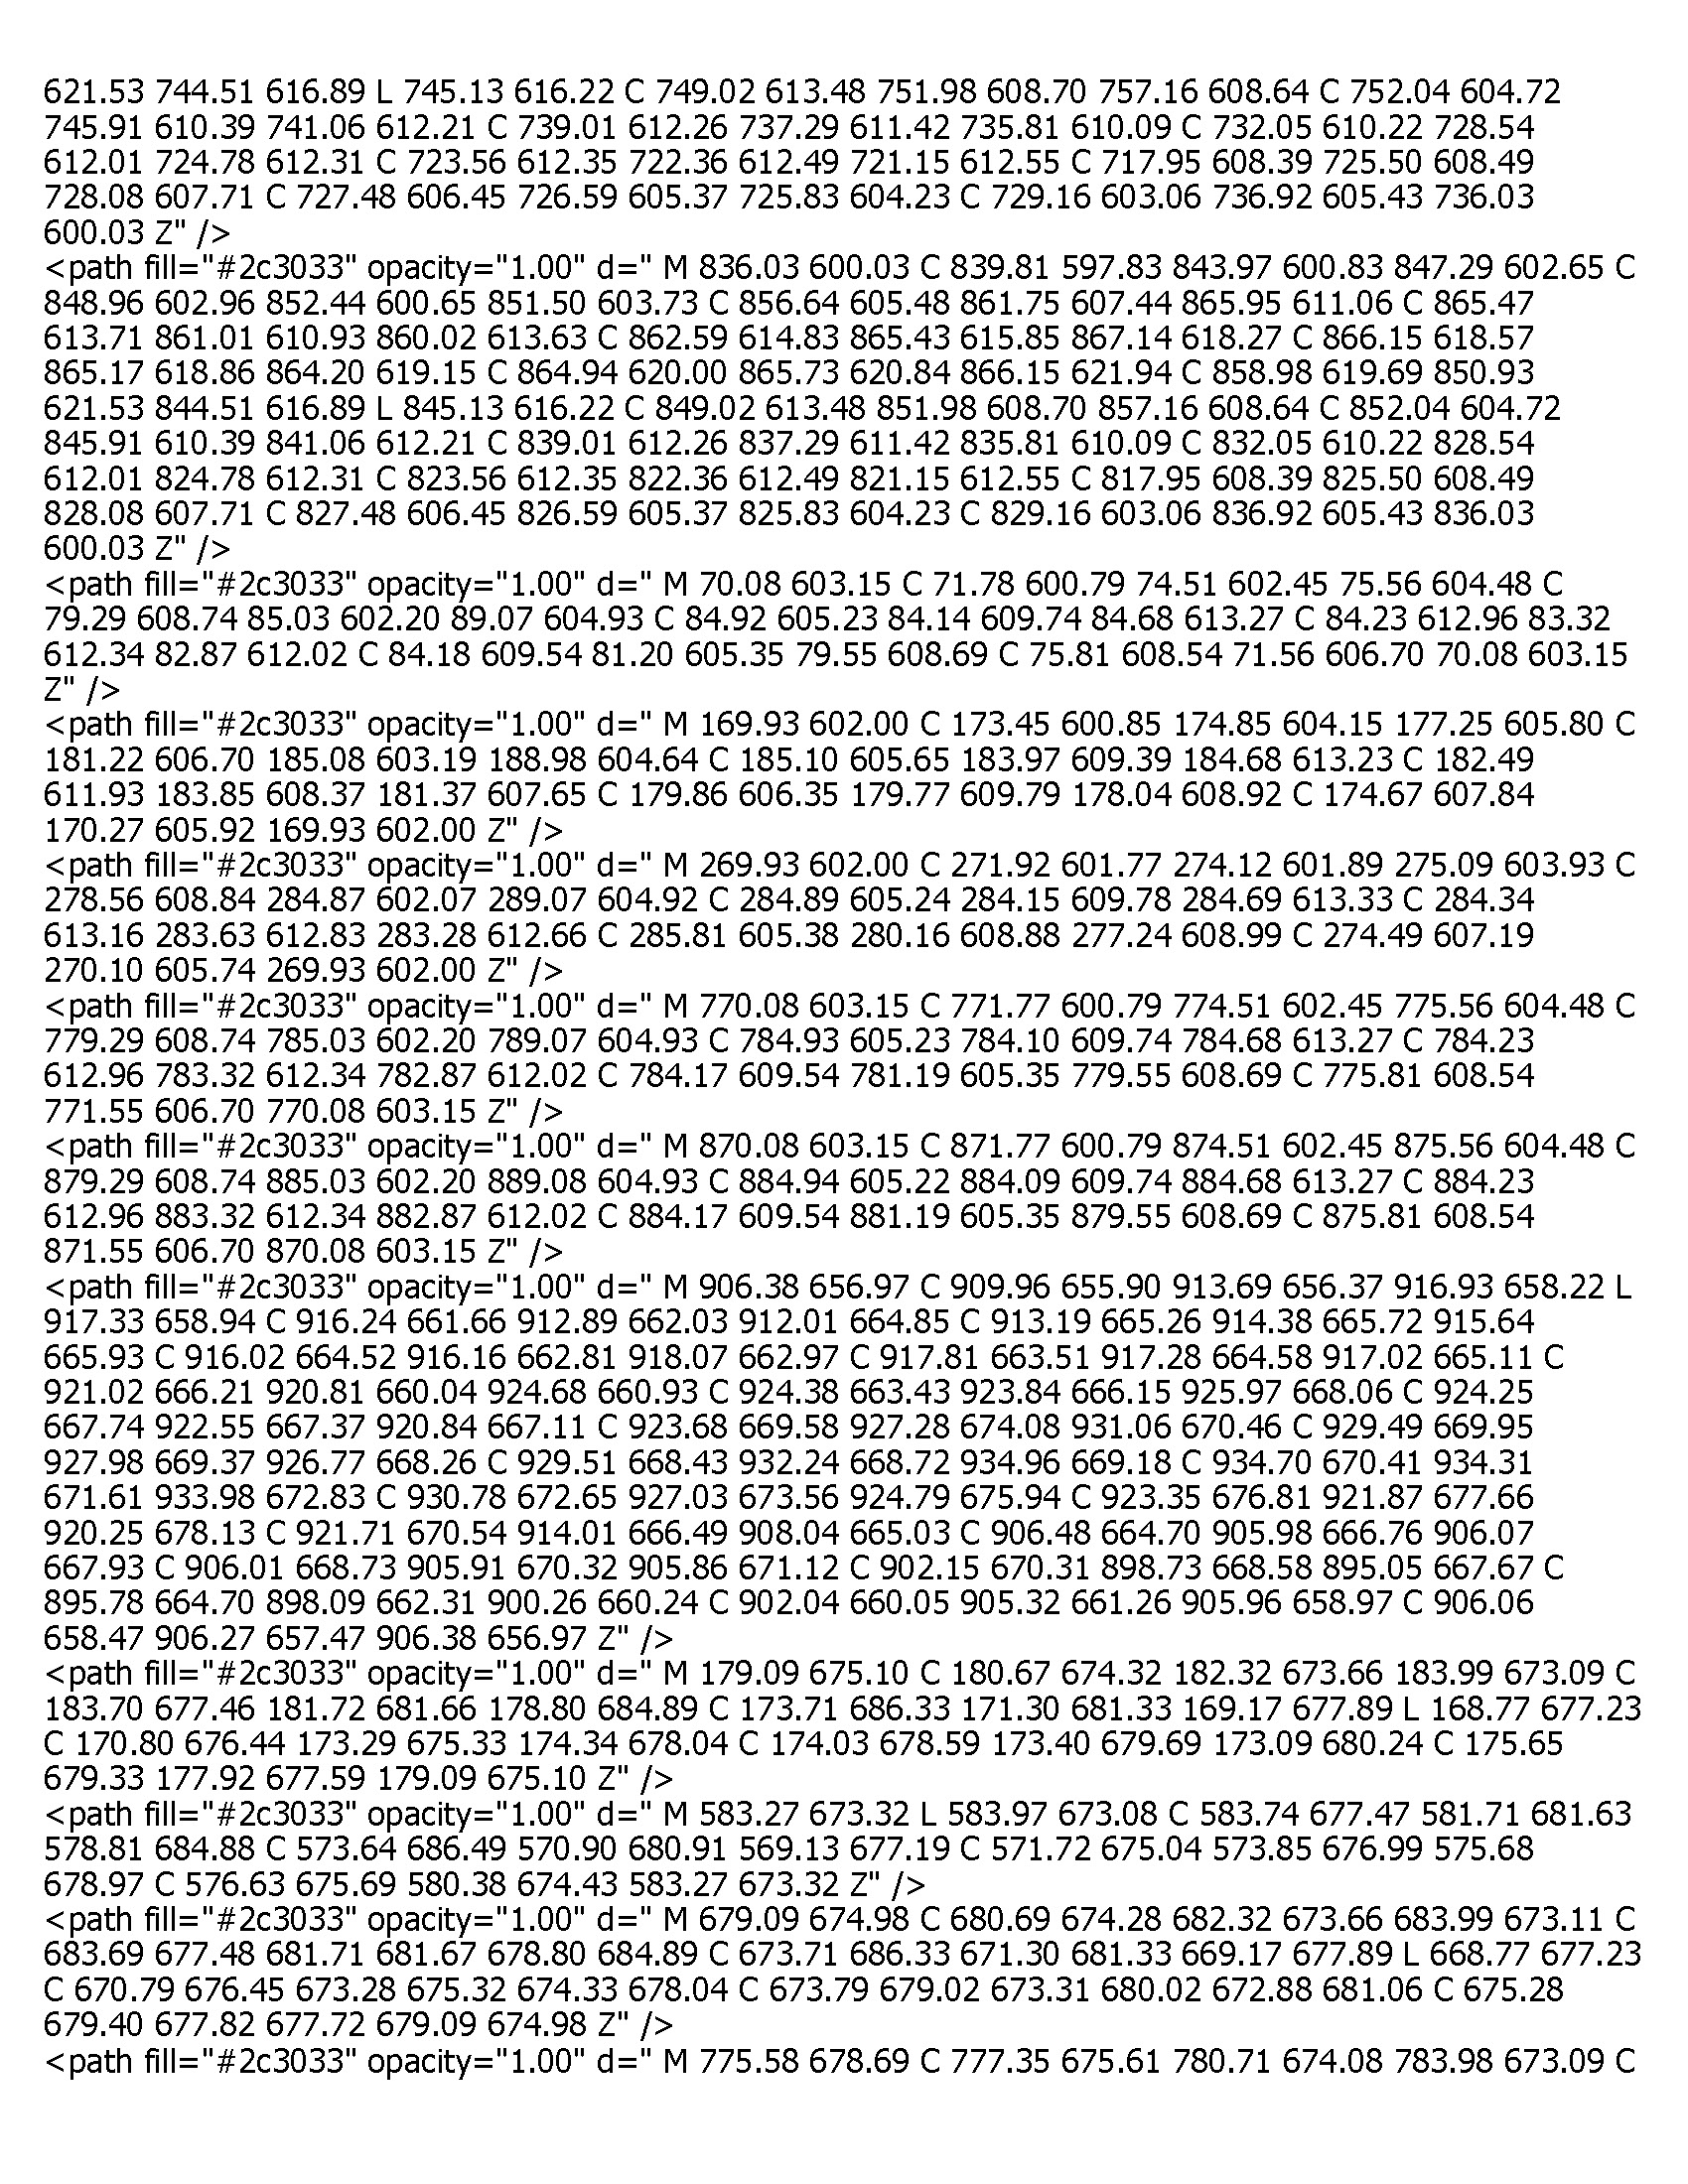 621.53 744.51 616.89 L 745.13 616.22 C 749.02 613.48 751.98 608.70 757.16 608.64 C 752.04 604.72
745.91 610.39 741.06 612.21 C 739.01 612.26 737.29 611.42 735.81 610.09 C 732.05 610.22 728.54
612.01 724.78 612.31 C 723.56 612.35 722.36 612.49 721.15 612.55 C 717.95 608.39 725.50 608.49
728.08 607.71 C 727.48 606.45 726.59 605.37 725.83 604.23 C 729.16 603.06 736.92 605.43 736.03
600.03 Z" />
<path fill="#2c3033" opacity="1.00" d=" M 836.03 600.03 C 839.81 597.83 843.97 600.83 847.29 602.65 C
848.96 602.96 852.44 600.65 851.50 603.73 C 856.64 605.48 861.75 607.44 865.95 611.06 C 865.47
613.71 861.01 610.93 860.02 613.63 C 862.59 614.83 865.43 615.85 867.14 618.27 C 866.15 618.57
865.17 618.86 864.20 619.15 C 864.94 620.00 865.73 620.84 866.15 621.94 C 858.98 619.69 850.93
621.53 844.51 616.89 L 845.13 616.22 C 849.02 613.48 851.98 608.70 857.16 608.64 C 852.04 604.72
845.91 610.39 841.06 612.21 C 839.01 612.26 837.29 611.42 835.81 610.09 C 832.05 610.22 828.54
612.01 824.78 612.31 C 823.56 612.35 822.36 612.49 821.15 612.55 C 817.95 608.39 825.50 608.49
828.08 607.71 C 827.48 606.45 826.59 605.37 825.83 604.23 C 829.16 603.06 836.92 605.43 836.03
600.03 Z" />
<path fill="#2c3033" opacity="1.00" d=" M 70.08 603.15 C 71.78 600.79 74.51 602.45 75.56 604.48 C
79.29 608.74 85.03 602.20 89.07 604.93 C 84.92 605.23 84.14 609.74 84.68 613.27 C 84.23 612.96 83.32
612.34 82.87 612.02 C 84.18 609.54 81.20 605.35 79.55 608.69 C 75.81 608.54 71.56 606.70 70.08 603.15
Z" />
<path fill="#2c3033" opacity="1.00" d=" M 169.93 602.00 C 173.45 600.85 174.85 604.15 177.25 605.80 C
181.22 606.70 185.08 603.19 188.98 604.64 C 185.10 605.65 183.97 609.39 184.68 613.23 C 182.49
611.93 183.85 608.37 181.37 607.65 C 179.86 606.35 179.77 609.79 178.04 608.92 C 174.67 607.84
170.27 605.92 169.93 602.00 Z" />
<path fill="#2c3033" opacity="1.00" d=" M 269.93 602.00 C 271.92 601.77 274.12 601.89 275.09 603.93 C
278.56 608.84 284.87 602.07 289.07 604.92 C 284.89 605.24 284.15 609.78 284.69 613.33 C 284.34
613.16 283.63 612.83 283.28 612.66 C 285.81 605.38 280.16 608.88 277.24 608.99 C 274.49 607.19
270.10 605.74 269.93 602.00 Z" />
<path fill="#2c3033" opacity="1.00" d=" M 770.08 603.15 C 771.77 600.79 774.51 602.45 775.56 604.48 C
779.29 608.74 785.03 602.20 789.07 604.93 C 784.93 605.23 784.10 609.74 784.68 613.27 C 784.23
612.96 783.32 612.34 782.87 612.02 C 784.17 609.54 781.19 605.35 779.55 608.69 C 775.81 608.54
771.55 606.70 770.08 603.15 Z" />
<path fill="#2c3033" opacity="1.00" d=" M 870.08 603.15 C 871.77 600.79 874.51 602.45 875.56 604.48 C
879.29 608.74 885.03 602.20 889.08 604.93 C 884.94 605.22 884.09 609.74 884.68 613.27 C 884.23
612.96 883.32 612.34 882.87 612.02 C 884.17 609.54 881.19 605.35 879.55 608.69 C 875.81 608.54
871.55 606.70 870.08 603.15 Z" />
<path fill="#2c3033" opacity="1.00" d=" M 906.38 656.97 C 909.96 655.90 913.69 656.37 916.93 658.22 L
917.33 658.94 C 916.24 661.66 912.89 662.03 912.01 664.85 C 913.19 665.26 914.38 665.72 915.64
665.93 C 916.02 664.52 916.16 662.81 918.07 662.97 C 917.81 663.51 917.28 664.58 917.02 665.11 C
921.02 666.21 920.81 660.04 924.68 660.93 C 924.38 663.43 923.84 666.15 925.97 668.06 C 924.25
667.74 922.55 667.37 920.84 667.11 C 923.68 669.58 927.28 674.08 931.06 670.46 C 929.49 669.95
927.98 669.37 926.77 668.26 C 929.51 668.43 932.24 668.72 934.96 669.18 C 934.70 670.41 934.31
671.61 933.98 672.83 C 930.78 672.65 927.03 673.56 924.79 675.94 C 923.35 676.81 921.87 677.66
920.25 678.13 C 921.71 670.54 914.01 666.49 908.04 665.03 C 906.48 664.70 905.98 666.76 906.07
667.93 C 906.01 668.73 905.91 670.32 905.86 671.12 C 902.15 670.31 898.73 668.58 895.05 667.67 C
895.78 664.70 898.09 662.31 900.26 660.24 C 902.04 660.05 905.32 661.26 905.96 658.97 C 906.06
658.47 906.27 657.47 906.38 656.97 Z" />
<path fill="#2c3033" opacity="1.00" d=" M 179.09 675.10 C 180.67 674.32 182.32 673.66 183.99 673.09 C
183.70 677.46 181.72 681.66 178.80 684.89 C 173.71 686.33 171.30 681.33 169.17 677.89 L 168.77 677.23
C 170.80 676.44 173.29 675.33 174.34 678.04 C 174.03 678.59 173.40 679.69 173.09 680.24 C 175.65
679.33 177.92 677.59 179.09 675.10 Z" />
<path fill="#2c3033" opacity="1.00" d=" M 583.27 673.32 L 583.97 673.08 C 583.74 677.47 581.71 681.63
578.81 684.88 C 573.64 686.49 570.90 680.91 569.13 677.19 C 571.72 675.04 573.85 676.99 575.68
678.97 C 576.63 675.69 580.38 674.43 583.27 673.32 Z" />
<path fill="#2c3033" opacity="1.00" d=" M 679.09 674.98 C 680.69 674.28 682.32 673.66 683.99 673.11 C
683.69 677.48 681.71 681.67 678.80 684.89 C 673.71 686.33 671.30 681.33 669.17 677.89 L 668.77 677.23
C 670.79 676.45 673.28 675.32 674.33 678.04 C 673.79 679.02 673.31 680.02 672.88 681.06 C 675.28
679.40 677.82 677.72 679.09 674.98 Z" />
<path fill="#2c3033" opacity="1.00" d=" M 775.58 678.69 C 777.35 675.61 780.71 674.08 783.98 673.09 C